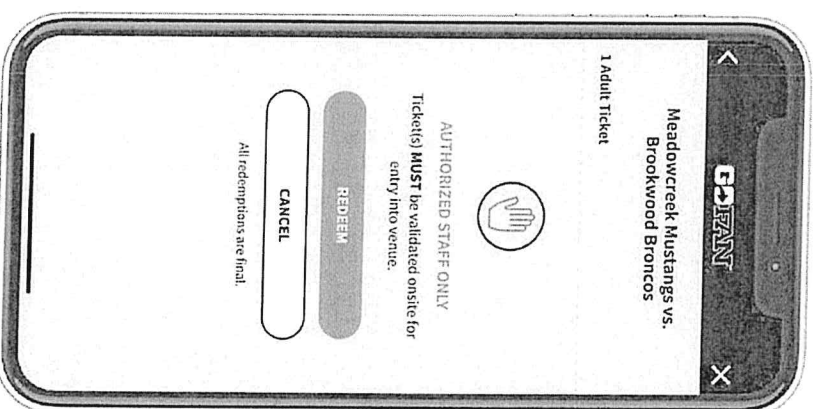 GOFAN
Meadowcreek Mustangs vs.
Brookwood Broncos
1 Adult Ticket
AUTHORIZED STAFF ONLY
Ticket(s) MUST be validated onsite for
entry into venue.
REDEEM
CANCEL
All redemptions are final.